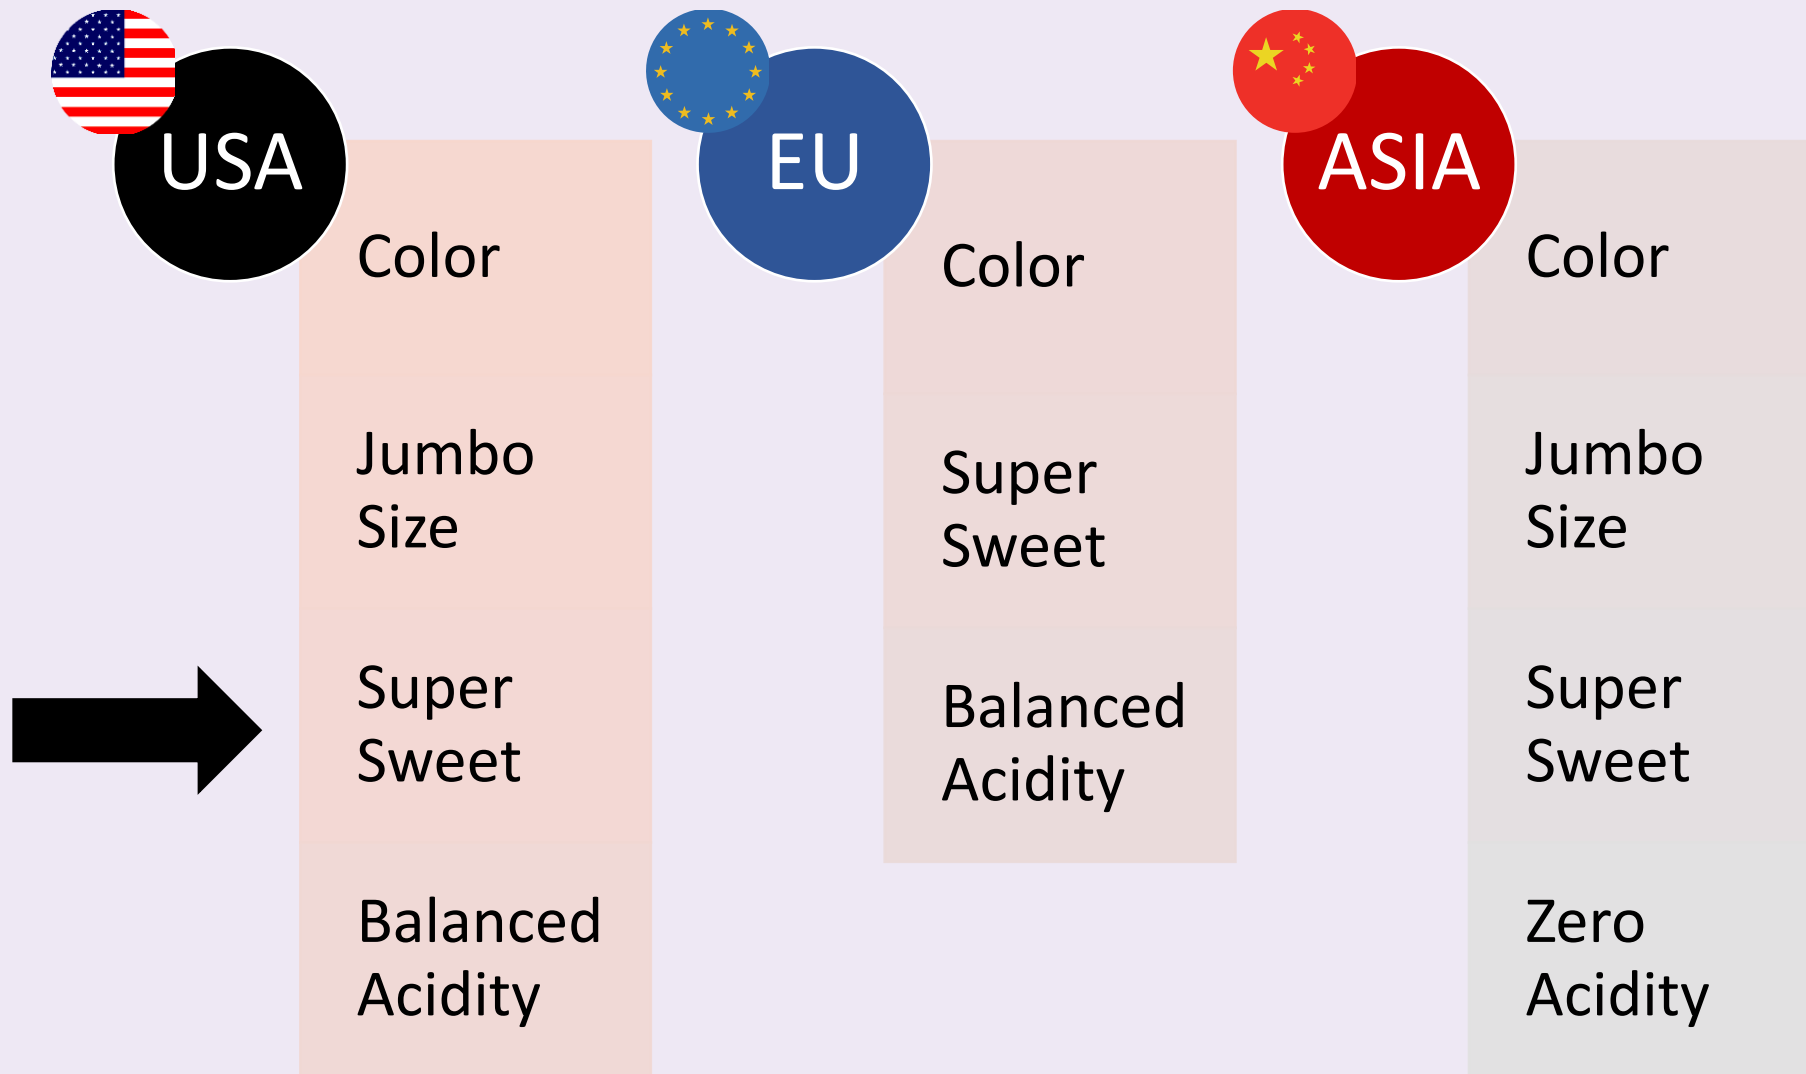 USA
Color
Jumbo
Size
Super
Sweet
Balanced
Acidity
EU
Color
Super
Sweet
Balanced
Acidity
ASIA
Color
Jumbo
Size
Super
Sweet
Zero
Acidity